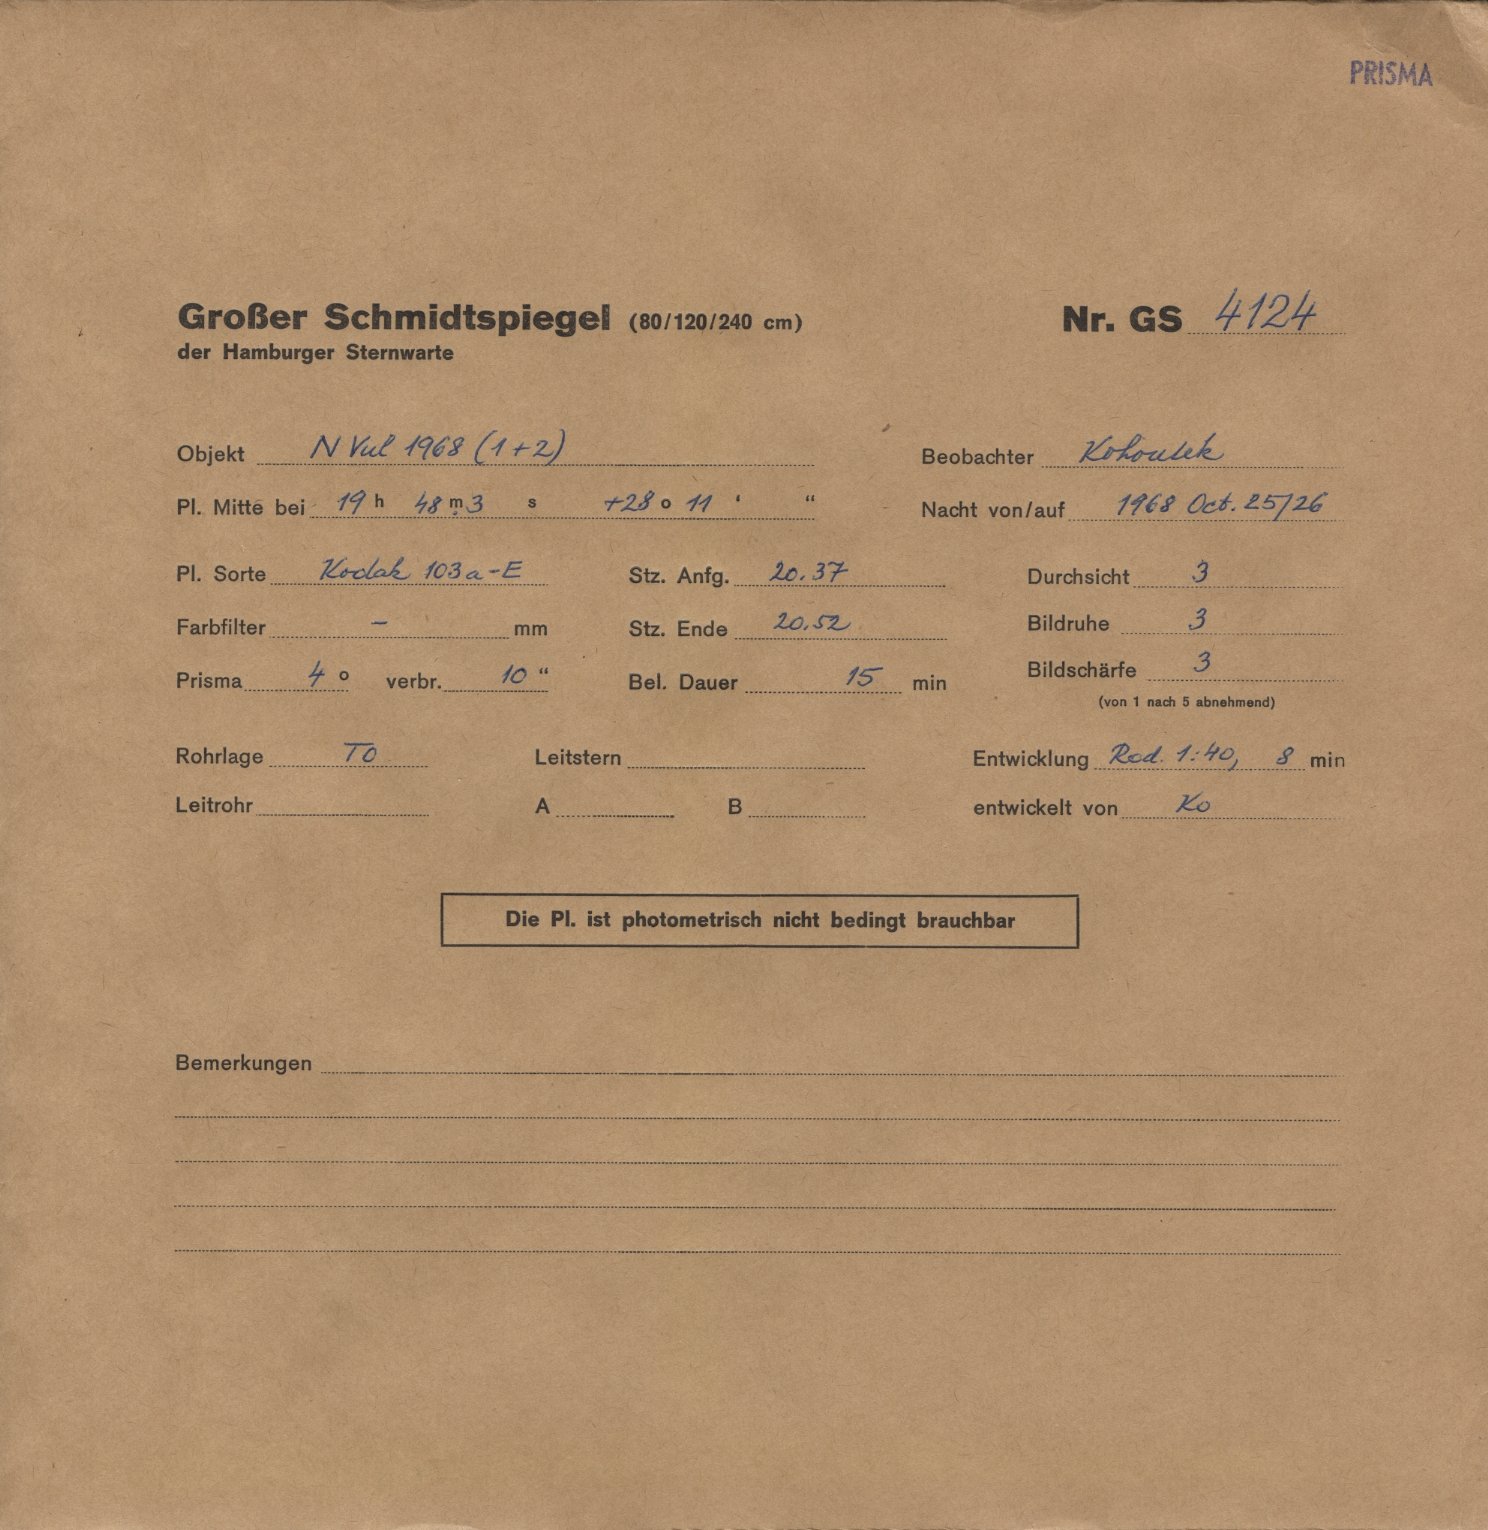 PRISMA
Großer Schmidtspiegel (80/120/240 cm) Nr. GS 4124
der Hamburger Sternwarte
Objekt N Vul 1968 (1+2) Beobachter Kohoutek
Pl. Mitte bei 19 h 48 m.3 s +28 o 11 ‘ “ Nacht von/auf 1968 Oct. 25/26
Pl. Sorte Kodak 103a-E Stz. Anfg. 20.37 Durchsicht 3
Farbfilter – mm Stz. Ende 20.52 Bildruhe 3
Prisma 4 o verbr. 10 “ Bel. Dauer 15 min Bildschärfe 3
(von 1 nach 5 abnehmend)
Rohrlage TO Leitstern Entwicklung Rod. 1:40, 8 min
Leitrohr A B entwickelt von Ko
Die Pl. ist photometrisch nicht bedingt brauchbar
Bemerkungen